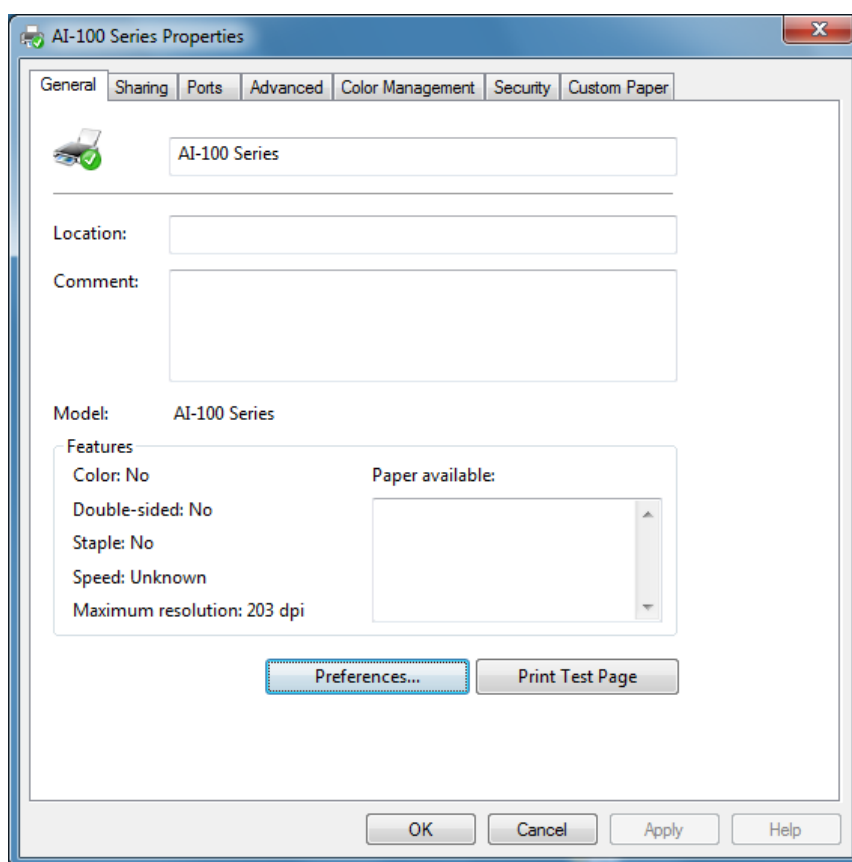 AI-100 Series Properties
X
General Sharing Ports Advanced Color Management Security Custom Paper
AI-100 Series
Location:
Comment:
Model: AI-100 Series
Features
Color: No
Paper available:
Double-sided: No
Staple: No
Speed: Unknown
Maximum resolution: 203 dpi
Preferences... Print Test Page
OK Cancel Apply Help